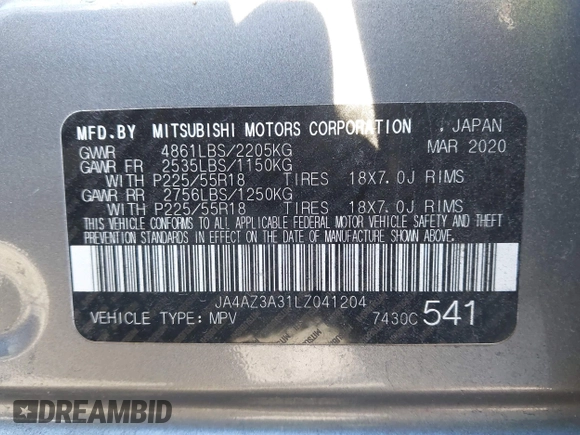 MFD.BY MITSUBISHI MOTORS CORPORATION , JAPAN
GWWR 4861LBS/2205KG MAR 2020
GAWR FR 2535LBS/1150KG
WITH P225/55R18 TIRES 18X7.0J RIMS
GAWR RR 2756LBS/1250KG
WITH P225/55R18 TIRES 18X7.0J RIMS
THIS VEHICLE CONFORMS TO ALL APPLICABLE FEDERAL MOTOR VEHICLE SAFETY AND THEFT
PREVENTION STANDARDS IN EFFECT ON THE DATE OF MANUFACTURE SHOWN ABOVE.
JA4AZ3A31LZ041204
VEHICLE TYPE: MPV 7430C 541
DREAMBID